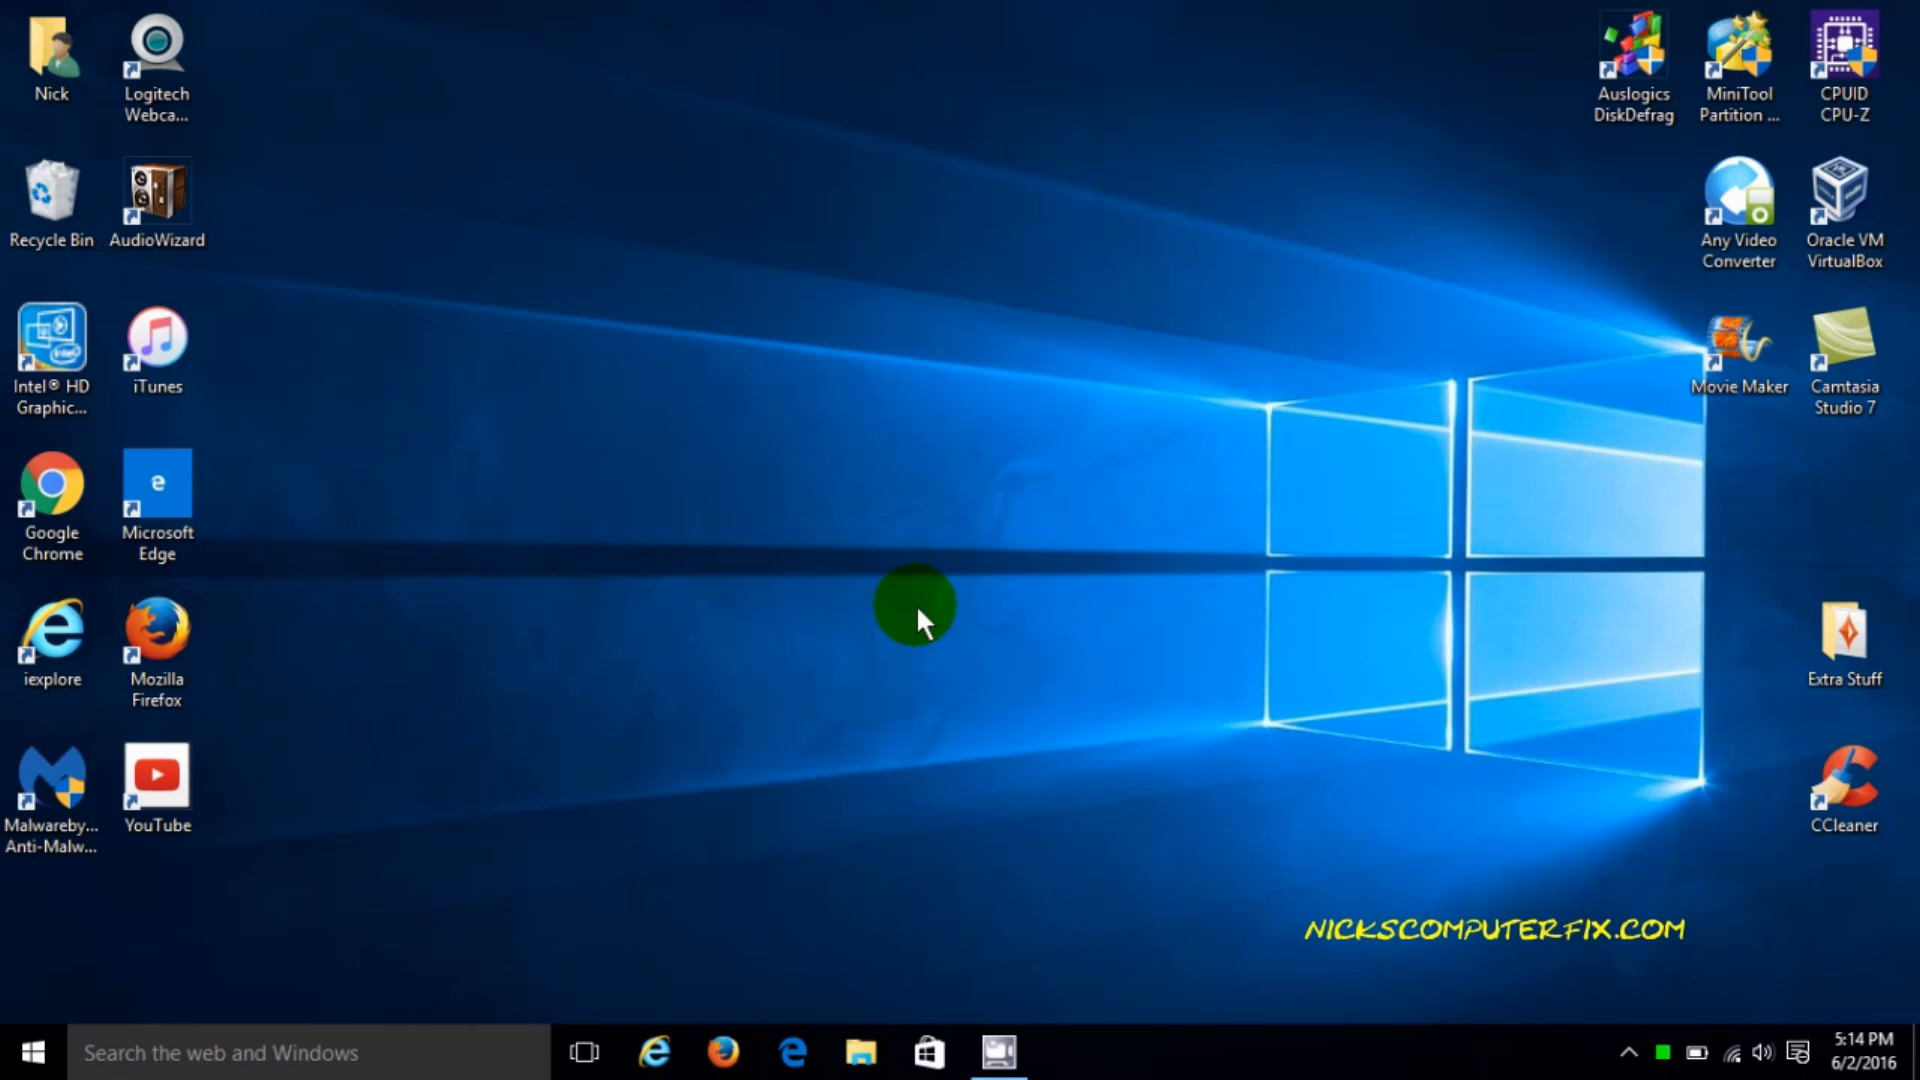 Nick
Logitech
Webca...
Recycle Bin
AudioWizard
Intel® HD
Graphic...
iTunes
Google
Chrome
Microsoft
Edge
iexplore
Mozilla
Firefox
Malwareby...
Anti-Malw...
YouTube
Auslogics
DiskDefrag
MiniTool
Partition ...
CPUID
CPU-Z
Any Video
Converter
Oracle VM
VirtualBox
Movie Maker
Camtasia
Studio 7
Extra Stuff
CCleaner
NICKSCOMPUTERFIX.COM
Search the web and Windows
5:14 PM
6/2/2016